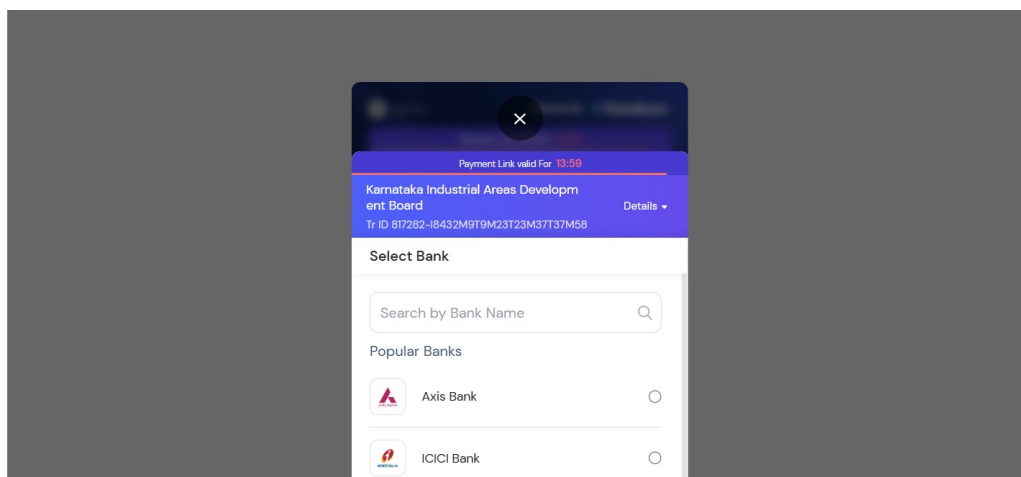 Payment Link valid For 13:59
Karnataka Industrial Areas Developm
ent Board
Details
Tr ID 817282-I8432M9T9M23T23M37T37M58
Select Bank
Search by Bank Name
Popular Banks
Axis Bank
ICICI Bank